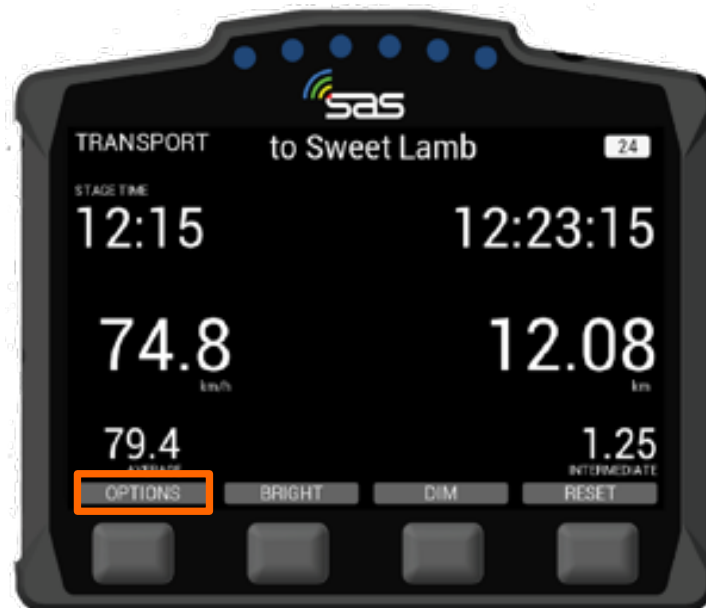 sas
TRANSPORT to Sweet Lamb 24
STAGE TIME
12:15 12:23:15
74.8 12.08
km/h km
79.4 1.25
AVERAGE INTERMEDIATE
OPTIONS BRIGHT DIM RESET